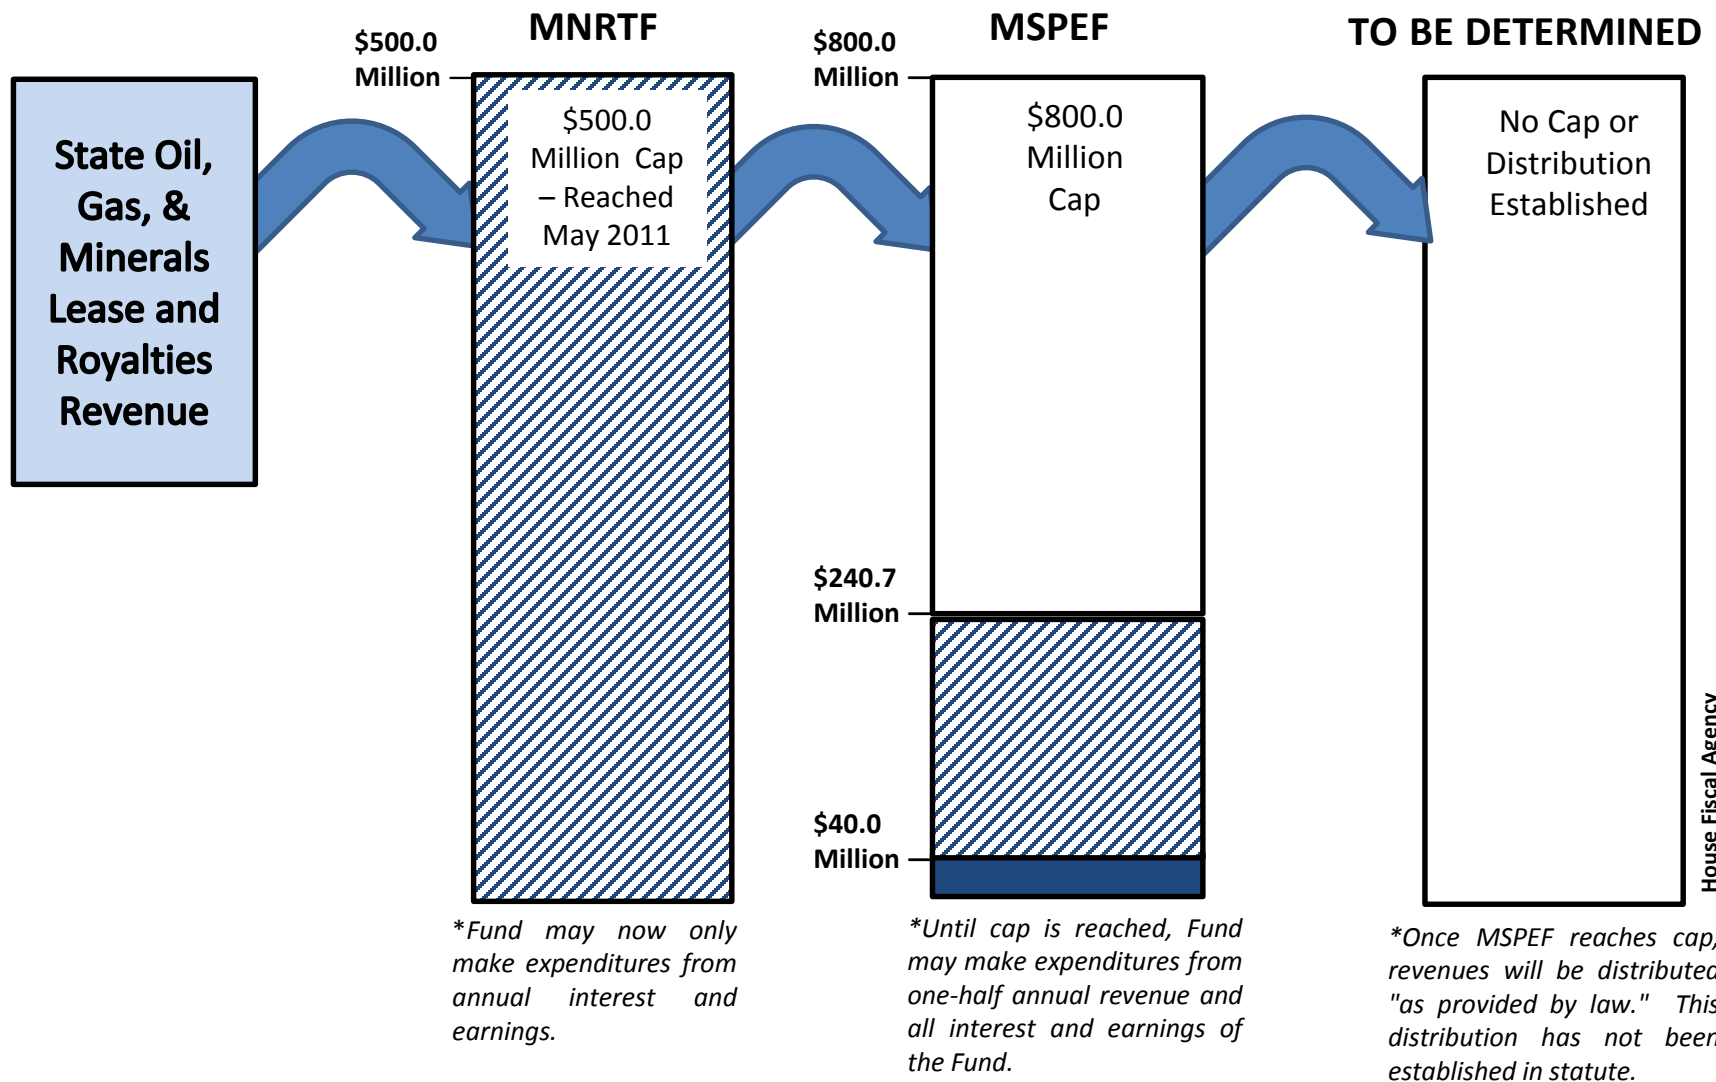 MNRTF
MSPEF
TO BE DETERMINED
$500.0
Million
$800.0
Million
State Oil,
Gas, &
Minerals
Lease and
Royalties
Revenue
$500.0
Million Cap
– Reached
May 2011
$800.0
Million
Cap
No Cap or
Distribution
Established
$240.7
Million
$40.0
Million
House Fiscal Agency
*Fund may now only
make expenditures from
annual interest and
earnings.
*Until cap is reached, Fund
may make expenditures from
one-half annual revenue and
all interest and earnings of
the Fund.
*Once MSPEF reaches cap,
revenues will be distributed
"as provided by law." This
distribution has not been
established in statute.